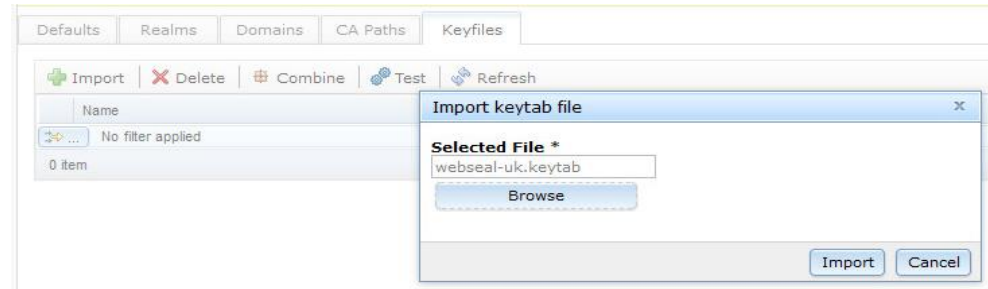 Defaults Realms Domains CA Paths Keyfiles
Import Delete Combine Test Refresh
Name
... No filter applied
0 item
Import keytab file x
Selected File *
webseal-uk.keytab
Browse
Import Cancel